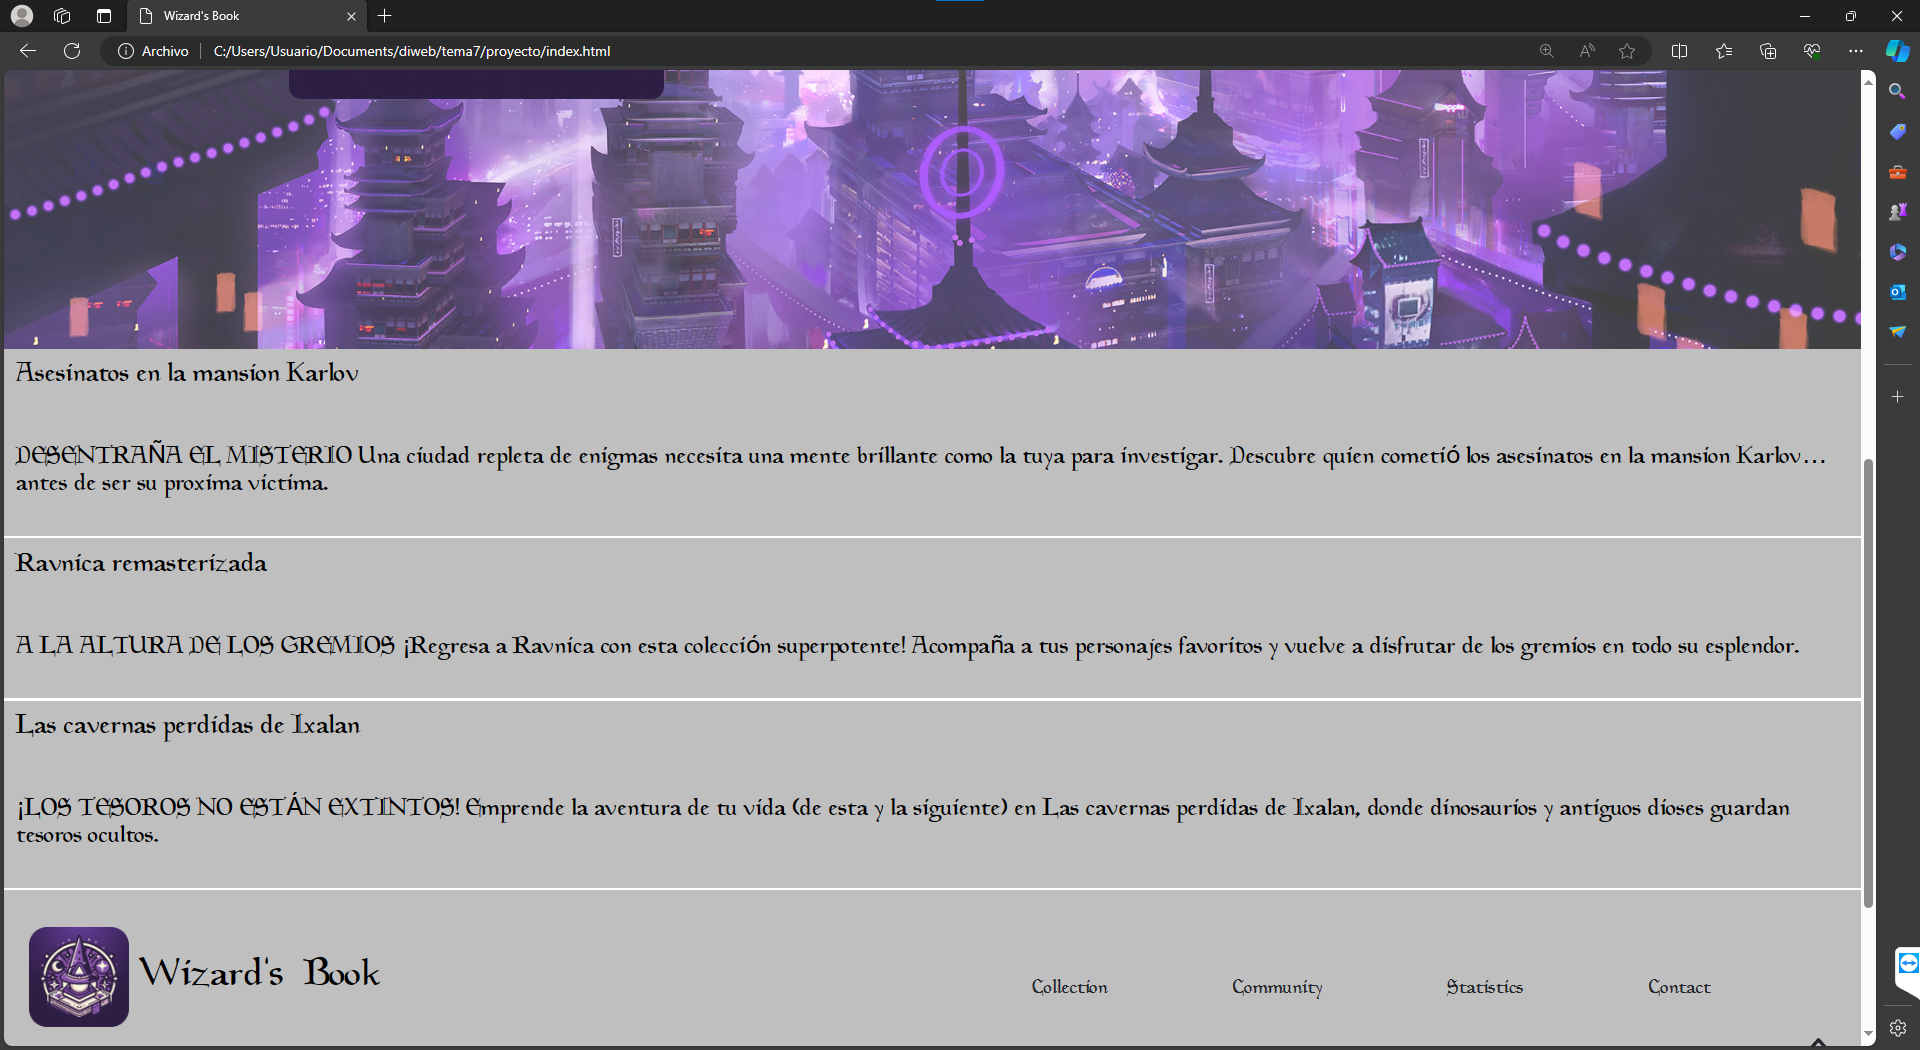 Wizard's Book
Archivo
C:/Users/Usuario/Documents/diweb/tema7/proyecto/index.html
Asesinatos en la mansion Karlov
DESENTRAÑA EL MISTERIO Una ciudad repleta de enigmas necesita una mente brillante como la tuya para investigar. Descubre quien cometió los asesinatos en la mansion Karlov...
antes de ser su proxima victima.
Ravnica remasterizada
A LA ALTURA DE LOS GREMIOS ¡Regresa a Ravnica con esta colección superpotente! Acompaña a tus personajes favoritos y vuelve a disfrutar de los gremios en todo su esplendor.
Las cavernas perdidas de Ixalan
¡LOS TESOROS NO ESTÁN EXTINTOS! Emprende la aventura de tu vida (de esta y la siguiente) en Las cavernas perdidas de Ixalan, donde dinosaurios y antiguos dioses guardan
tesoros ocultos.
Wizard's Book
Collection
Community
Statistics
Contact